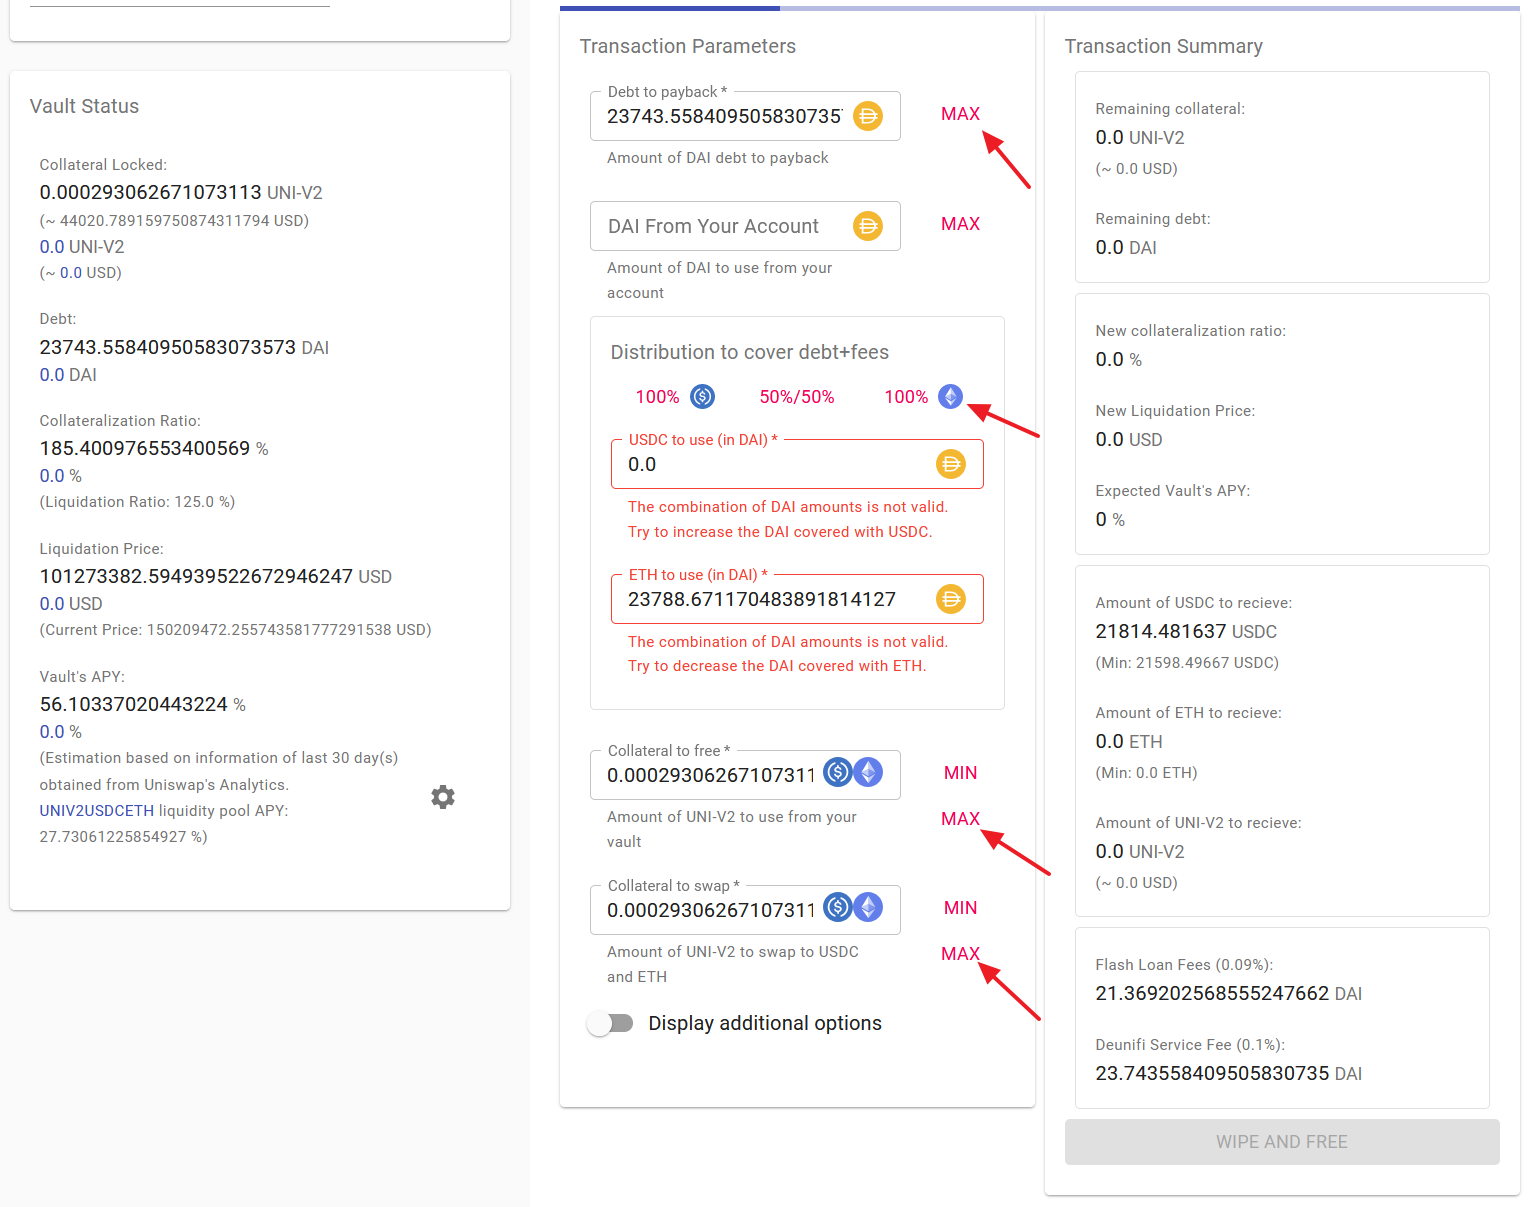 Vault Status
Collateral Locked:
0.000293062671073113 UNI-V2
(~ 44020.789159750874311794 USD)
0.0 UNI-V2
(~ 0.0 USD)
Debt:
23743.55840950583073573 DAI
0.0 DAI
Collateralization Ratio:
185.400976553400569 %
0.0 %
(Liquidation Ratio: 125.0 %)
Liquidation Price:
101273382.594939522672946247 USD
0.0 USD
(Current Price: 150209472.255743581777291538 USD)
Vault's APY:
56.10337020443224 %
0.0 %
(Estimation based on information of last 30 day(s)
obtained from Uniswap's Analytics.
UNIV2USDCETH liquidity pool APY:
27.73061225854927 %)
Transaction Parameters
Debt to payback *
23743.558409505830735
MAX
Amount of DAI debt to payback
DAI From Your Account
MAX
Amount of DAI to use from your
account
Distribution to cover debt+fees
100% 50%/50% 100%
USDC to use (in DAI) *
0.0
The combination of DAI amounts is not valid.
Try to increase the DAI covered with USDC.
ETH to use (in DAI) *
23788.671170483891814127
The combination of DAI amounts is not valid.
Try to decrease the DAI covered with ETH.
Collateral to free *
0.00029306267107311
MIN
Amount of UNI-V2 to use from your
vault
MAX
Collateral to swap *
0.00029306267107311
MIN
Amount of UNI-V2 to swap to USDC
and ETH
MAX
Display additional options
Transaction Summary
Remaining collateral:
0.0 UNI-V2
(~ 0.0 USD)
Remaining debt:
0.0 DAI
New collateralization ratio:
0.0 %
New Liquidation Price:
0.0 USD
Expected Vault's APY:
0 %
Amount of USDC to recieve:
21814.481637 USDC
(Min: 21598.49667 USDC)
Amount of ETH to recieve:
0.0 ETH
(Min: 0.0 ETH)
Amount of UNI-V2 to recieve:
0.0 UNI-V2
(~ 0.0 USD)
Flash Loan Fees (0.09%):
21.369202568555247662 DAI
Deunifi Service Fee (0.1%):
23.743558409505830735 DAI
WIPE AND FREE